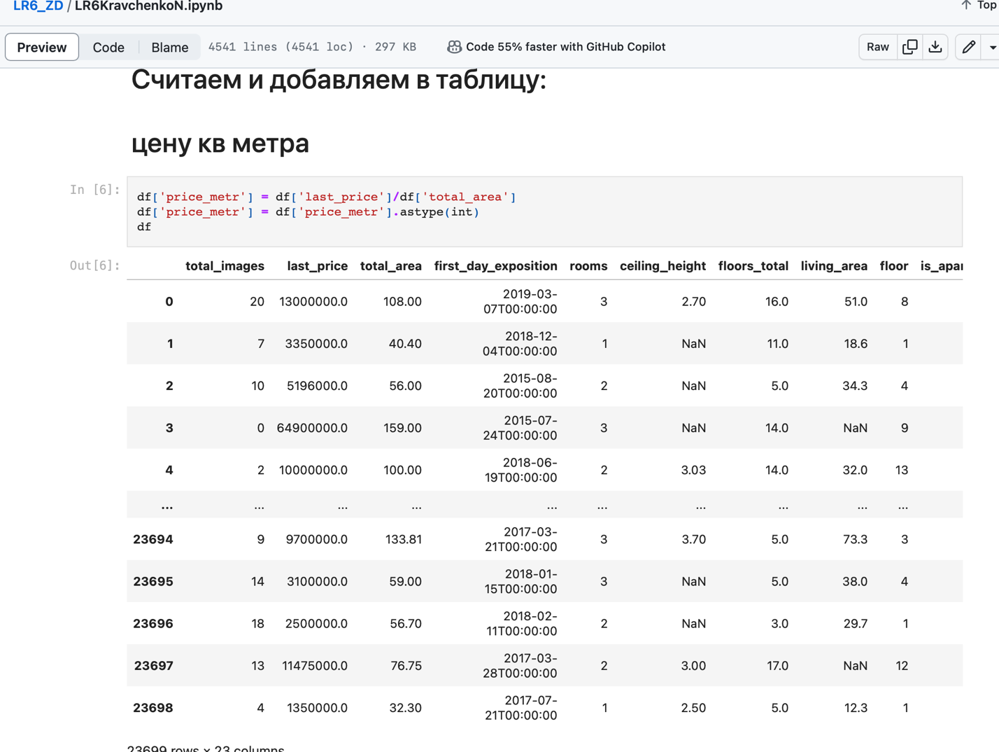 LR6_ZD / LR6KravchenkoN.ipynb
Top
Preview Code Blame 4541 lines (4541 loc) · 297 KB Code 55% faster with GitHub Copilot Raw
Считаем и добавляем в таблицу:
цену кв метра
In [6]:
df['price_metr'] = df['last_price']/df['total_area']
df['price_metr'] = df['price_metr'].astype(int)
df
Out[6]:
total_images last_price total_area first_day_exposition rooms ceiling_height floors_total living_area floor is_apar
0 20 13000000.0 108.00 2019-03-07T00:00:00 3 2.70 16.0 51.0 8
1 7 3350000.0 40.40 2018-12-04T00:00:00 1 NaN 11.0 18.6 1
2 10 5196000.0 56.00 2015-08-20T00:00:00 2 NaN 5.0 34.3 4
3 0 64900000.0 159.00 2015-07-24T00:00:00 3 NaN 14.0 NaN 9
4 2 10000000.0 100.00 2018-06-19T00:00:00 2 3.03 14.0 32.0 13
... ... ... ... ... ... ... ... ... ...
23694 9 9700000.0 133.81 2017-03-21T00:00:00 3 3.70 5.0 73.3 3
23695 14 3100000.0 59.00 2018-01-15T00:00:00 3 NaN 5.0 38.0 4
23696 18 2500000.0 56.70 2018-02-11T00:00:00 2 NaN 3.0 29.7 1
23697 13 11475000.0 76.75 2017-03-28T00:00:00 2 3.00 17.0 NaN 12
23698 4 1350000.0 32.30 2017-07-21T00:00:00 1 2.50 5.0 12.3 1
23699 rows × 23 columns